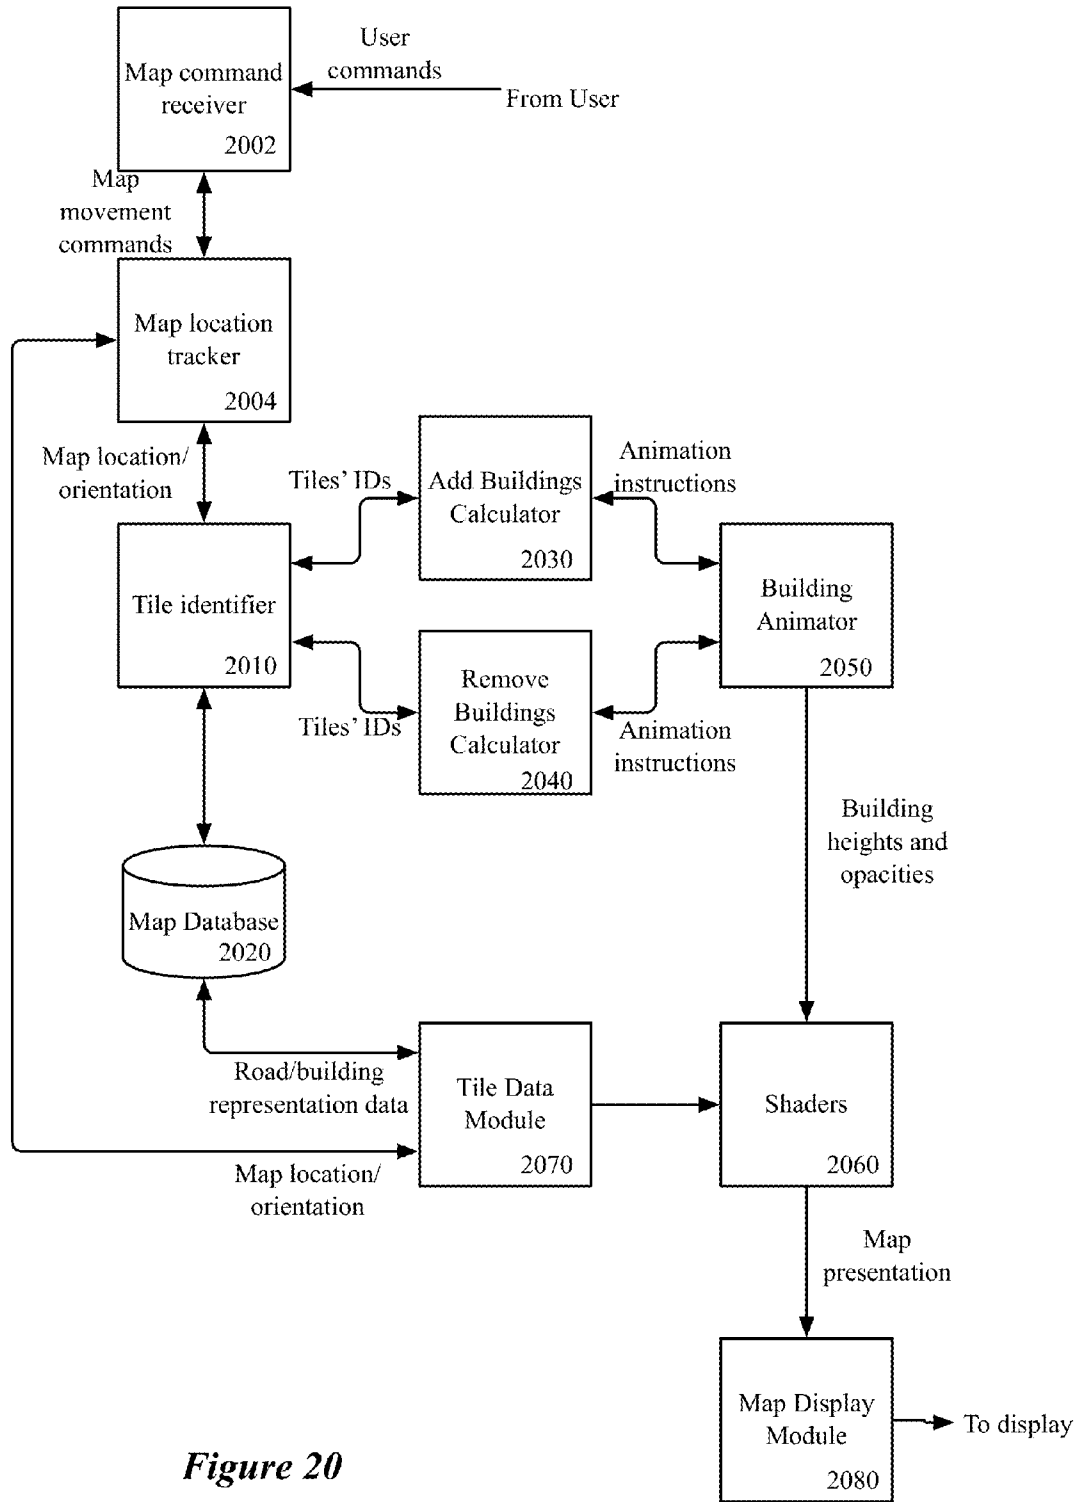 User
commands
Map command
receiver
2002
From User
Map
movement
commands
Map location
tracker
2004
Map location/
orientation
Tiles’ IDs
Add Buildings
Calculator
2030
Animation
instructions
Tile identifier
2010
Building
Animator
2050
Tiles’ IDs
Remove
Buildings
Calculator
2040
Animation
instructions
Building
heights and
opacities
Map Database
2020
Road/building
representation data
Tile Data
Module
2070
Shaders
2060
Map location/
orientation
Map
presentation
Map Display
Module
2080
To display
Figure 20